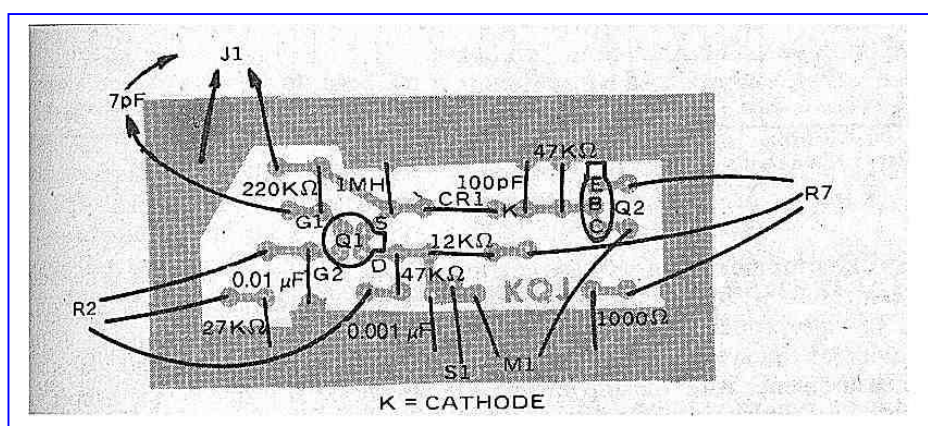 J1
7pF
47KΩ
220KΩ
1MH
100pF
E
CR1
K
B
Q2
R7
G1
S
C
Q1
12KΩ
D
G2
0.01 µF
47KΩ
KQJ
R2
27KΩ
0.001 µF
1000Ω
M1
S1
K = CATHODE